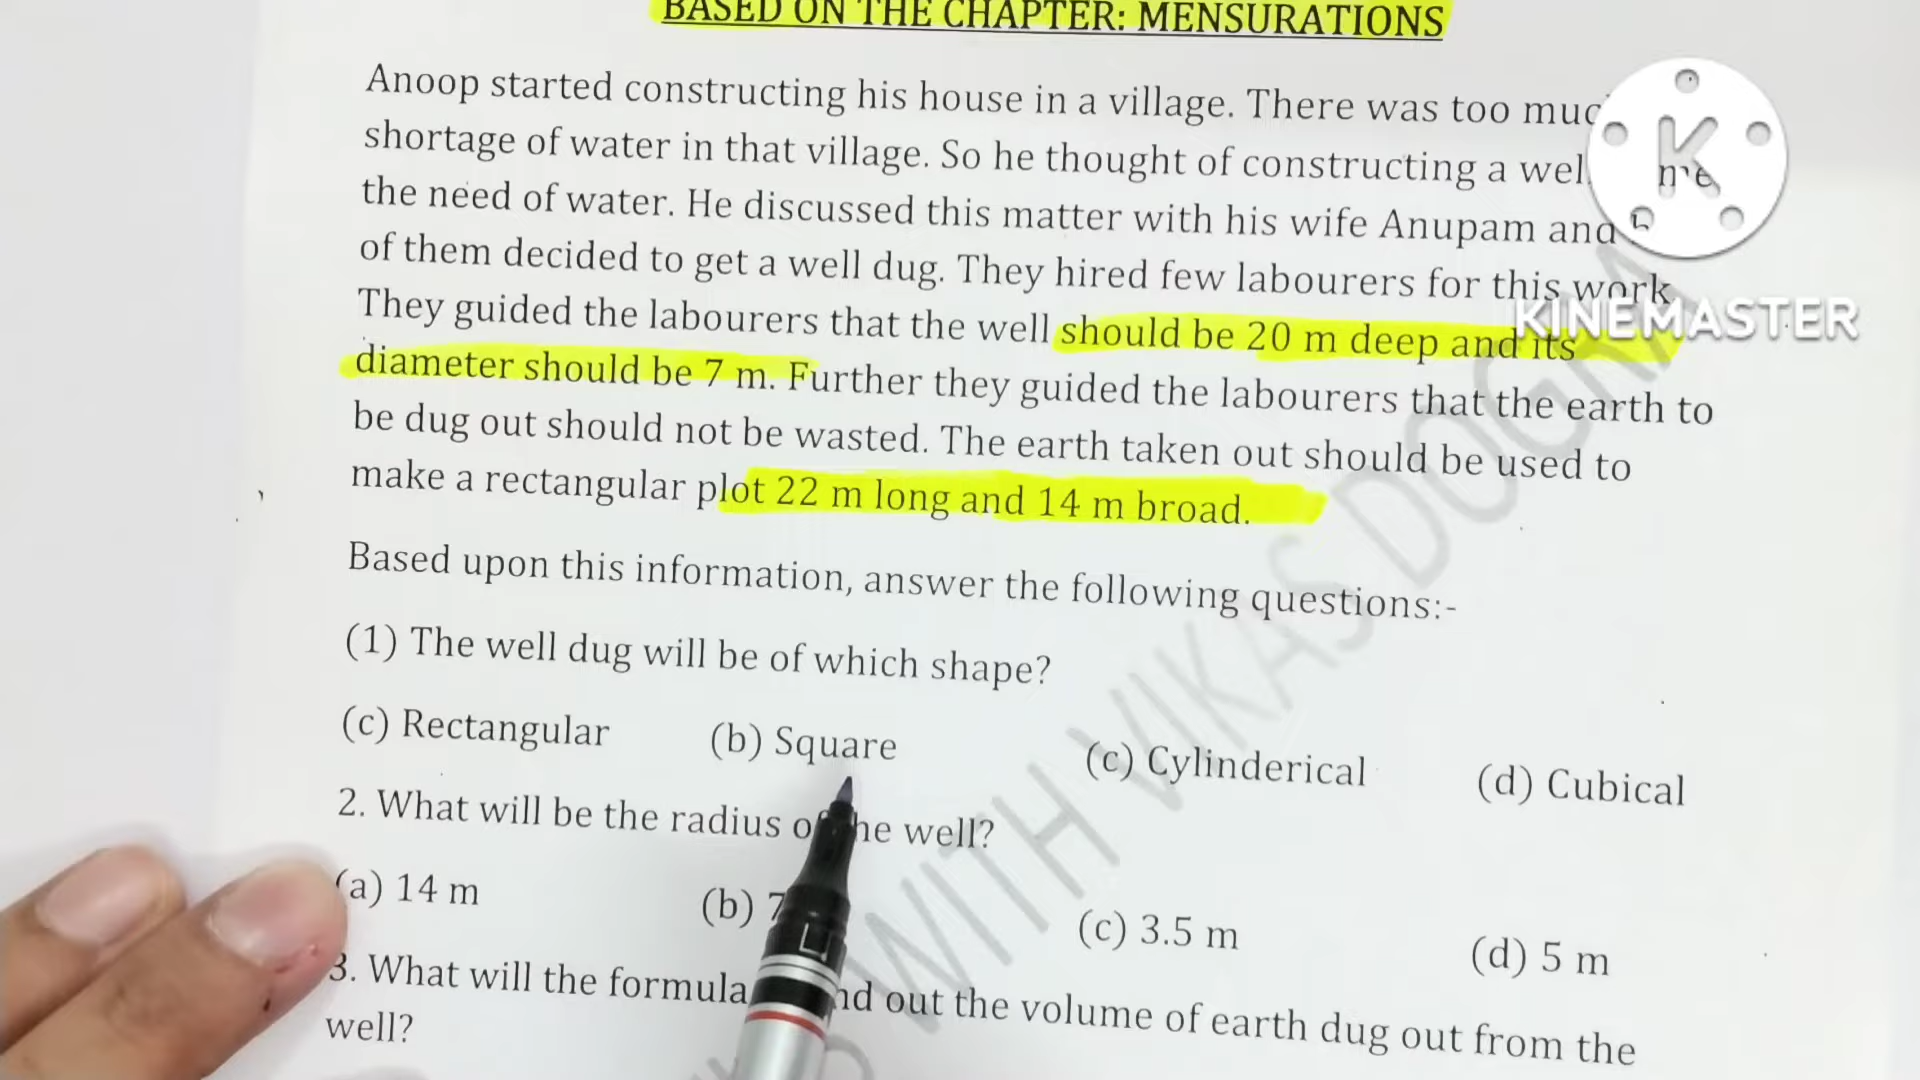 BASED ON THE CHAPTER: MENSURATIONS
Anoop started constructing his house in a village. There was too
shortage of water in that village. So he thought of constructing a
the need of water. He discussed this matter with his wife Anupam and
of them decided to get a well dug. They hired few labourers for this work
They guided the labourers that the well should be 20 m deep and its
diameter should be 7 m. Further they guided the labourers that the earth to
be dug out should not be wasted. The earth taken out should be used to
make a rectangular plot 22 m long and 14 m broad.
Based upon this information, answer the following questions:-
(1) The well dug will be of which shape?
(c) Rectangular (b) Square (c) Cylinderical (d) Cubical
2. What will be the radius well?
(a) 14 m (b) 7 (c) 3.5 m (d) 5 m
3. What will the formula out the volume of earth dug out from the
well?
K
KINEMASTER
WITH VIKAS DOGRA